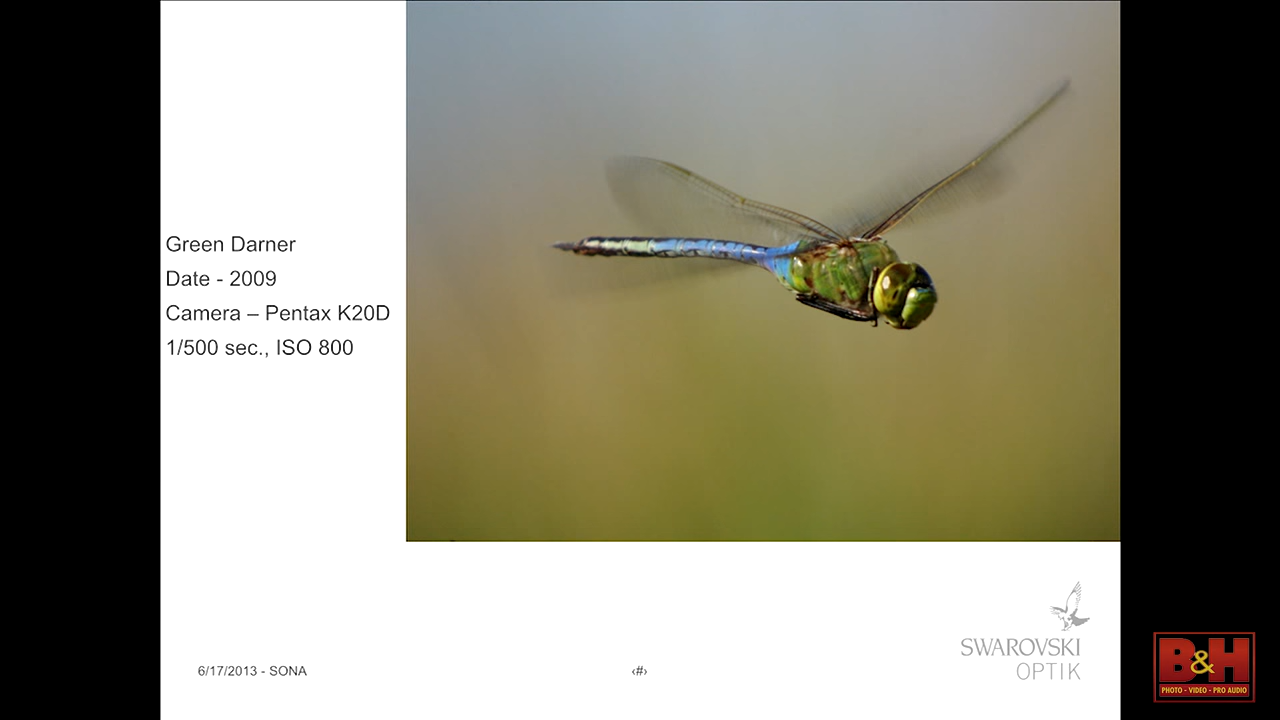 Green Darner
Date - 2009
Camera – Pentax K20D
1/500 sec., ISO 800
6/17/2013 - SONA
‹#›
SWAROVSKI
OPTIK
B&H
PHOTO - VIDEO - PRO AUDIO